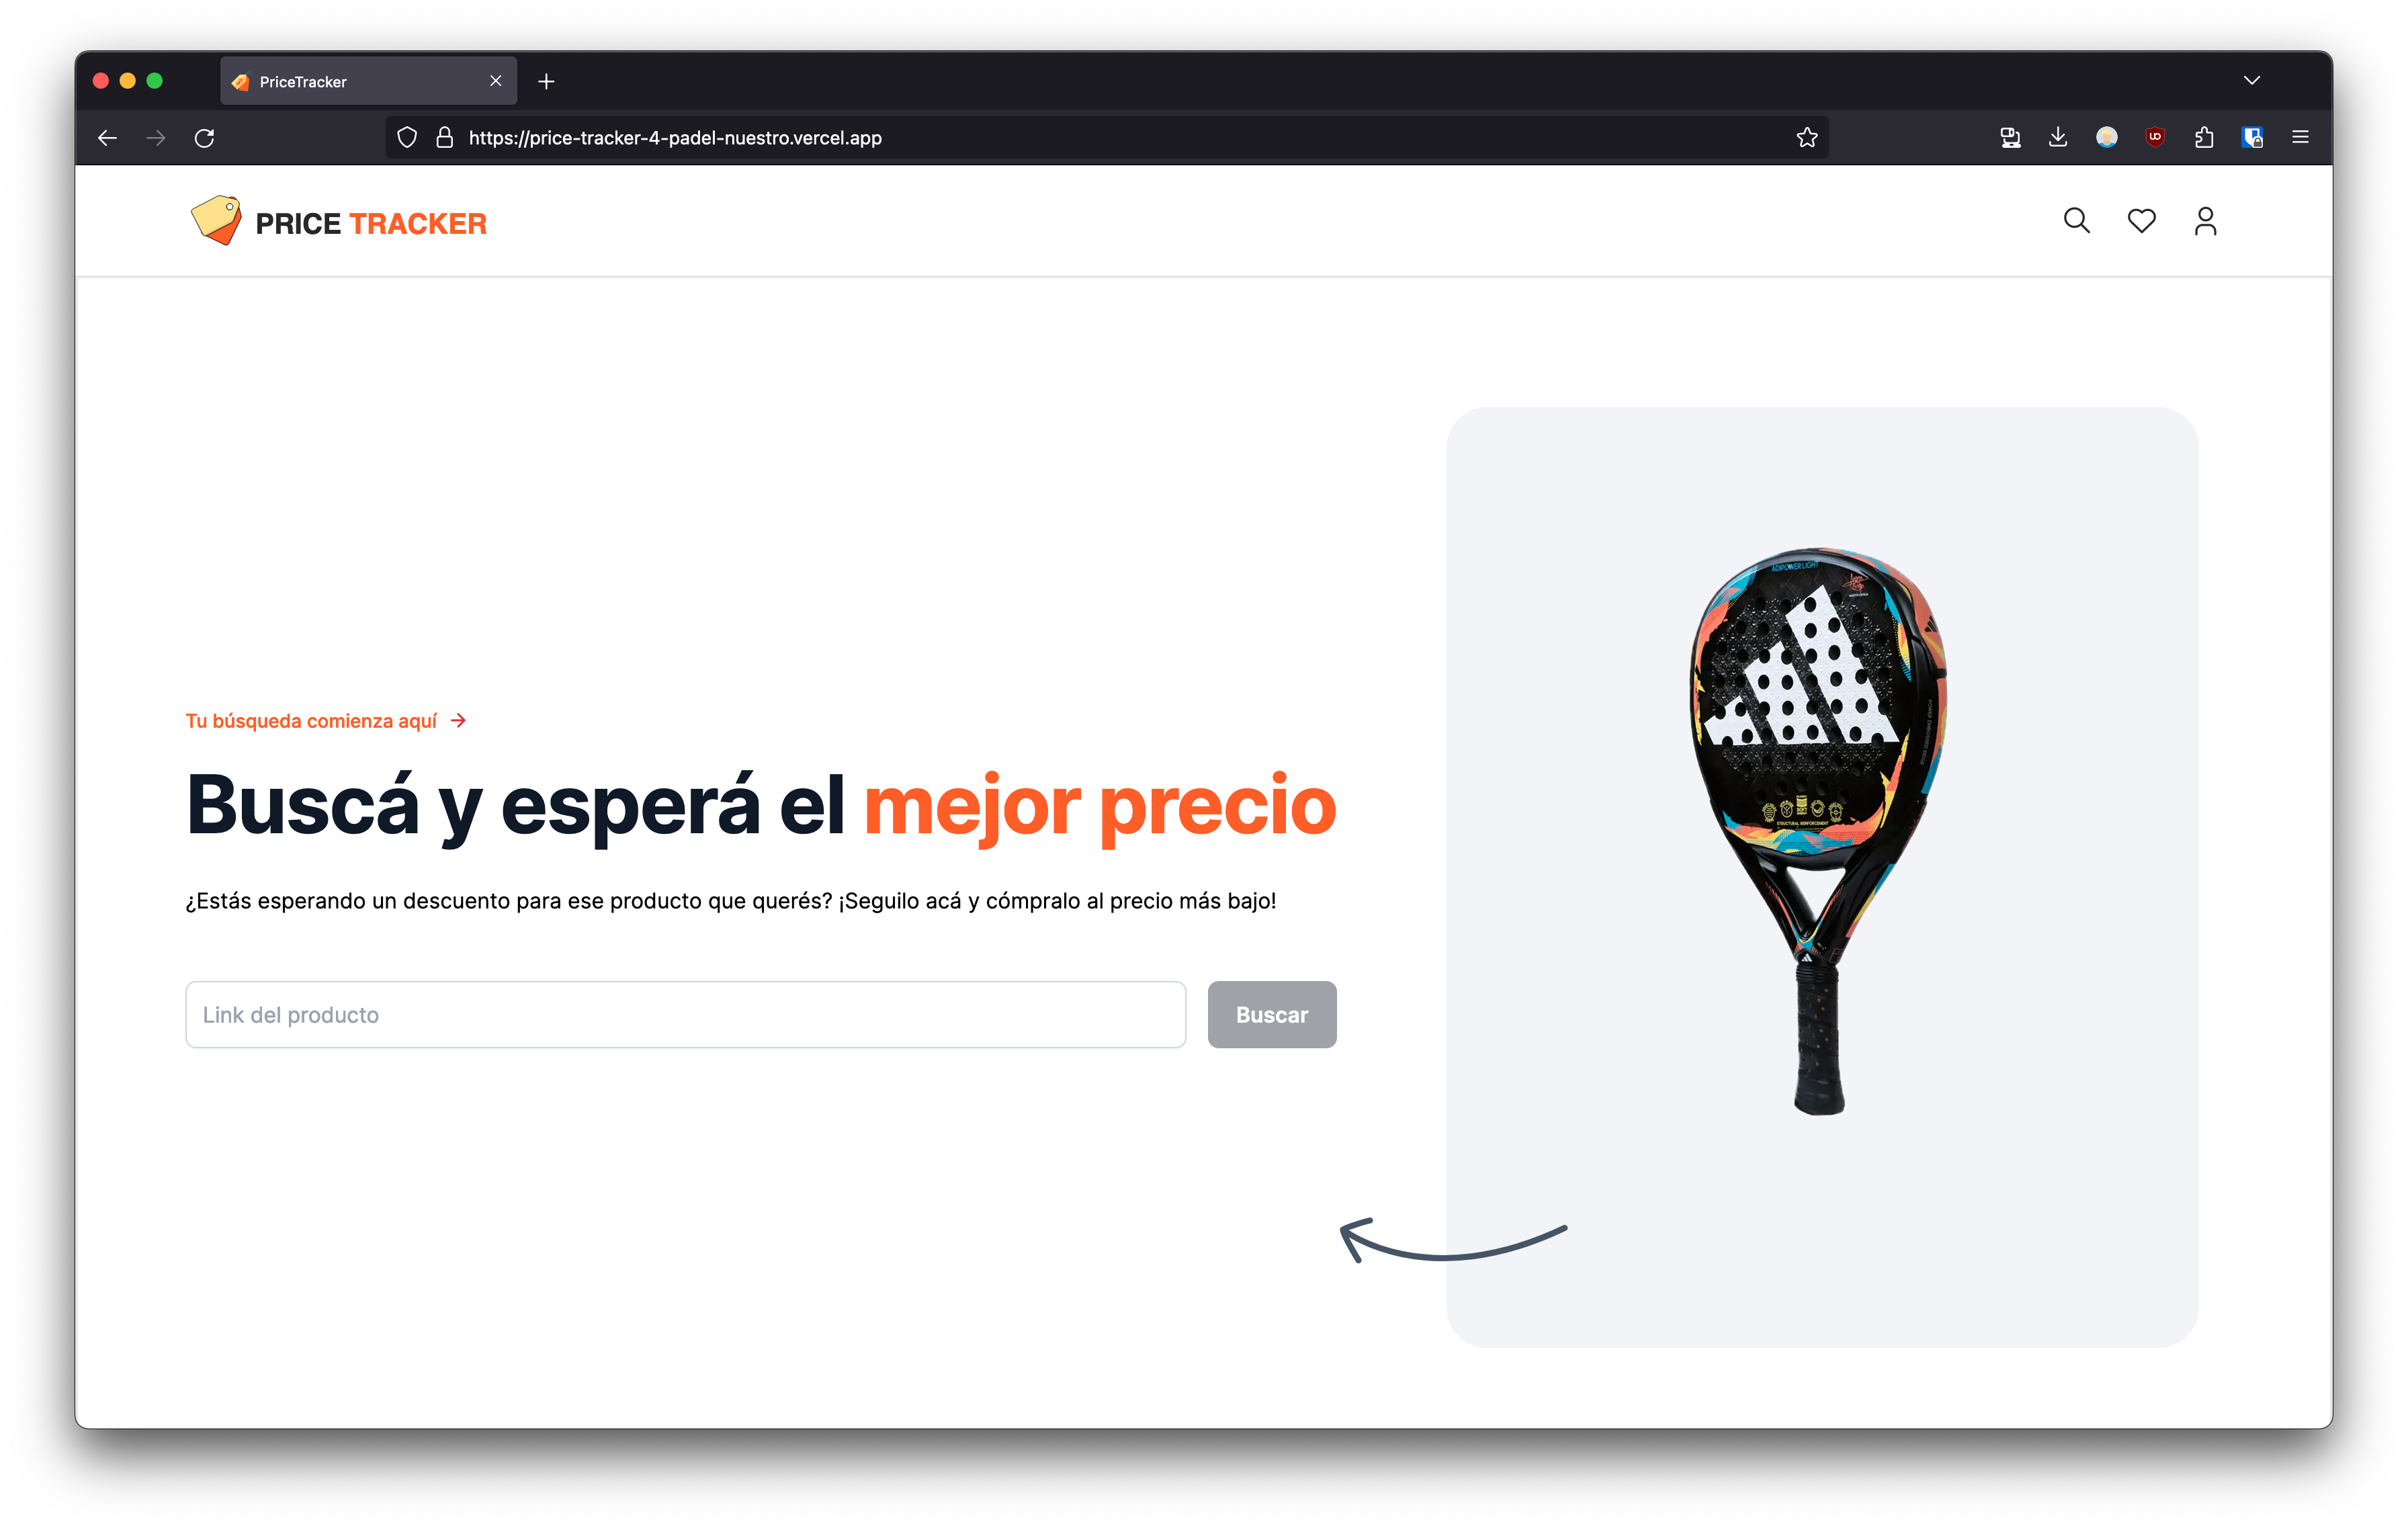 PriceTracker
https://price-tracker-4-padel-nuestro.vercel.app
PRICE TRACKER
Tu búsqueda comienza aquí
Buscá y esperá el mejor precio
¿Estás esperando un descuento para ese producto que querés? ¡Seguilo acá y cómpralo al precio más bajo!
Link del producto
Buscar
ADIPOWER LIGHT
STRUCTURAL REINFORCEMENT